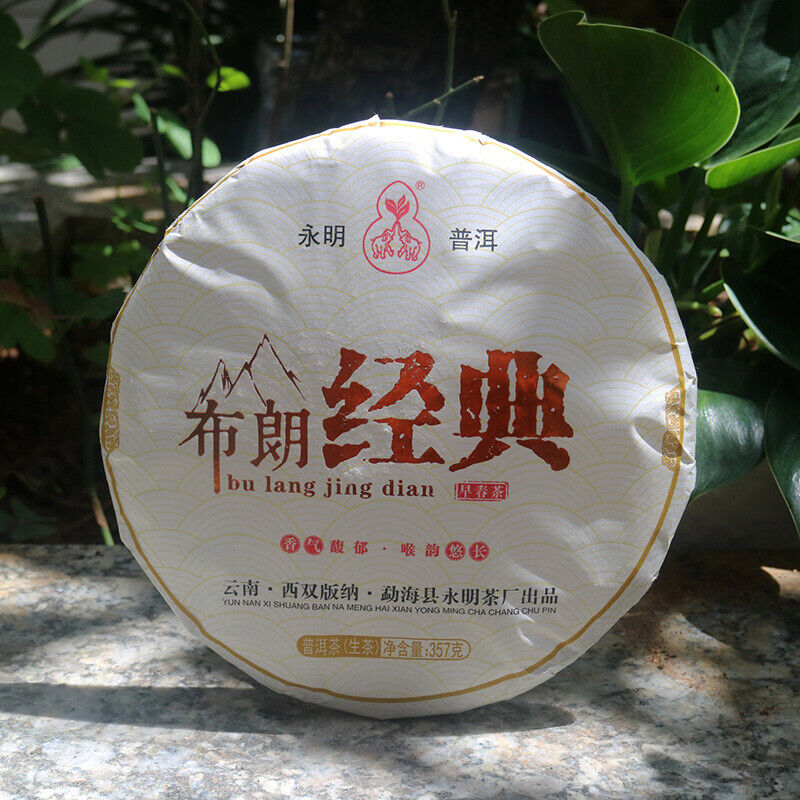 永明 ® 普洱
布朗经典
bu lang jing dian 早春茶
香气馥郁·喉韵悠长
云南·西双版纳·勐海县永明茶厂出品
YUN NAN XI SHUANG BAN NA MENG HAI XIAN YONG MING CHA CHANG CHU PIN
普洱茶(生茶)净含量:357克